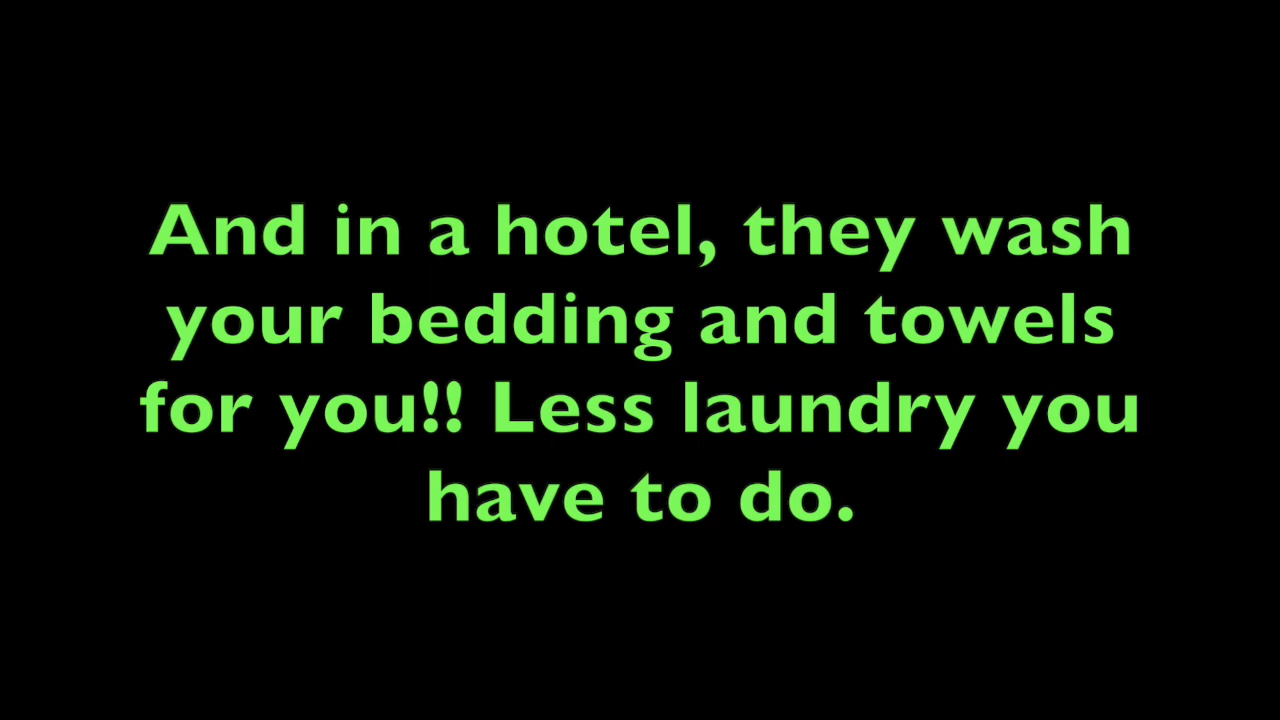 And in a hotel, they wash
your bedding and towels
for you!! Less laundry you
have to do.